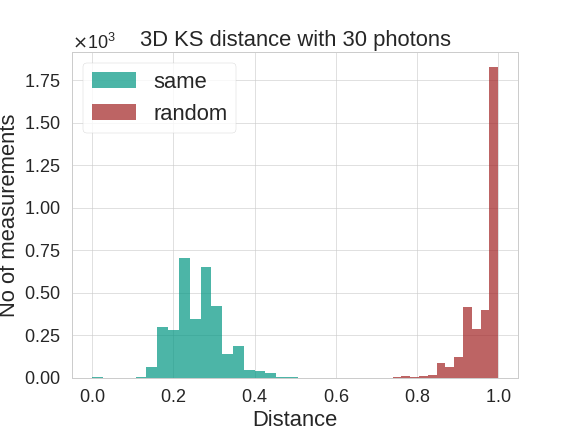 ×10³
3D KS distance with 30 photons
same
random
No of measurements
1.75
1.50
1.25
1.00
0.75
0.50
0.25
0.00
0.0 0.2 0.4 0.6 0.8 1.0
Distance